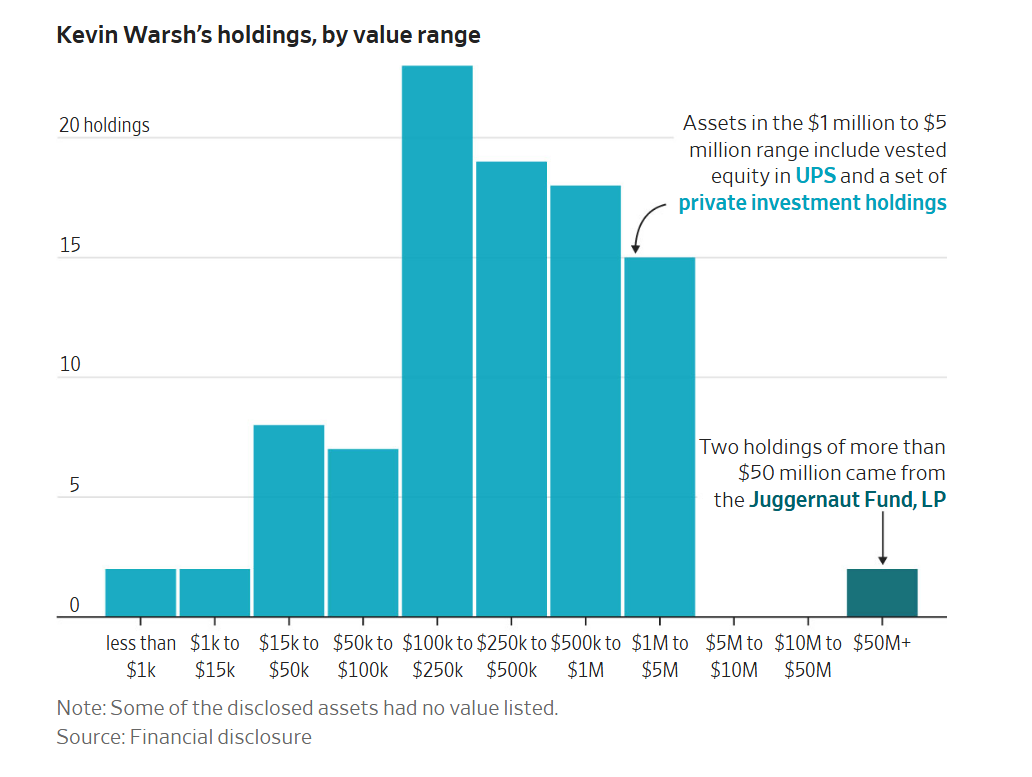 Kevin Warsh’s holdings, by value range
20 holdings
Assets in the $1 million to $5
million range include vested
equity in UPS and a set of
private investment holdings
15
10
Two holdings of more than
$50 million came from
the Juggernaut Fund, LP
5
0
less than
$1k
$1k to
$15k
$15k to
$50k
$50k to
$100k
$100k to
$250k
$250k to
$500k
$500k to
$1M
$1M to
$5M
$5M to
$10M
$10M to
$50M
$50M+
Note: Some of the disclosed assets had no value listed.
Source: Financial disclosure